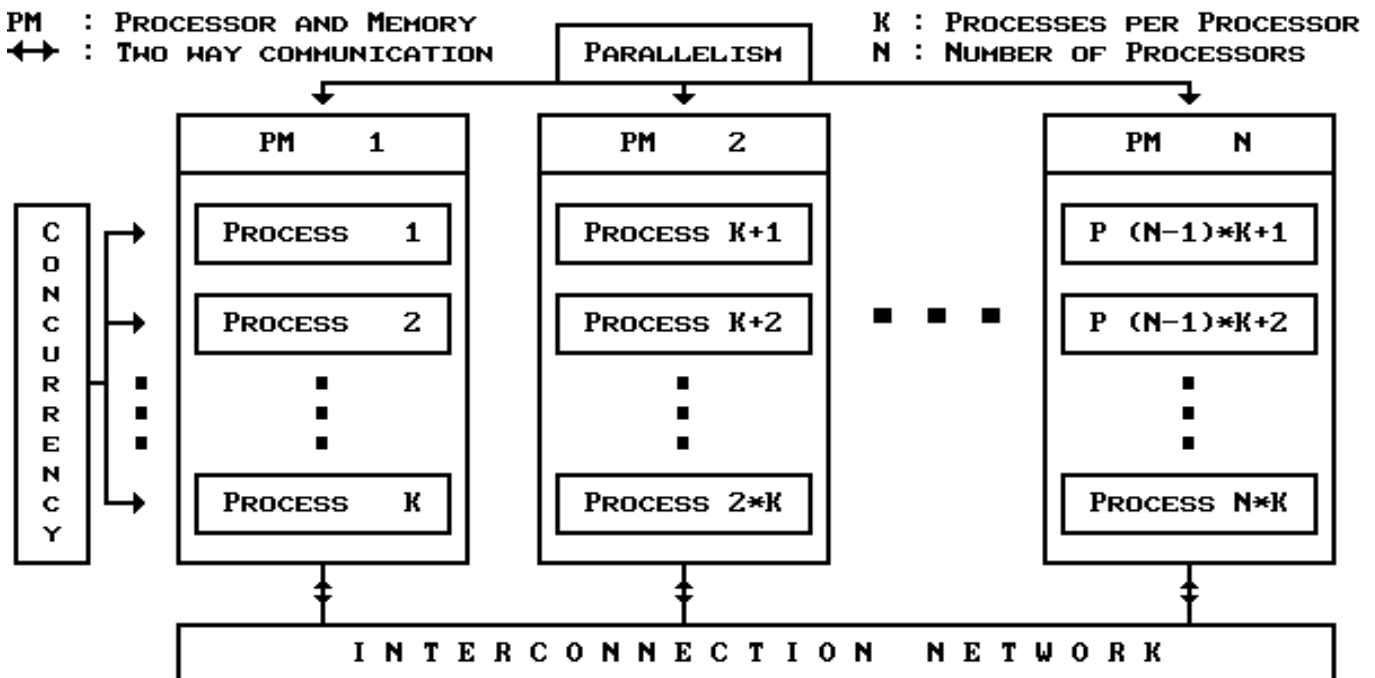 PM : Processor and Memory
K : Processes per Processor
: Two way communication
N : Number of Processors
Parallelism
PM 1
PM 2
PM N
Concurrency
Process 1
Process K+1
P (N-1)*K+1
Process 2
Process K+2
P (N-1)*K+2
Process K
Process 2*K
Process N*K
INTERCONNECTION NETWORK